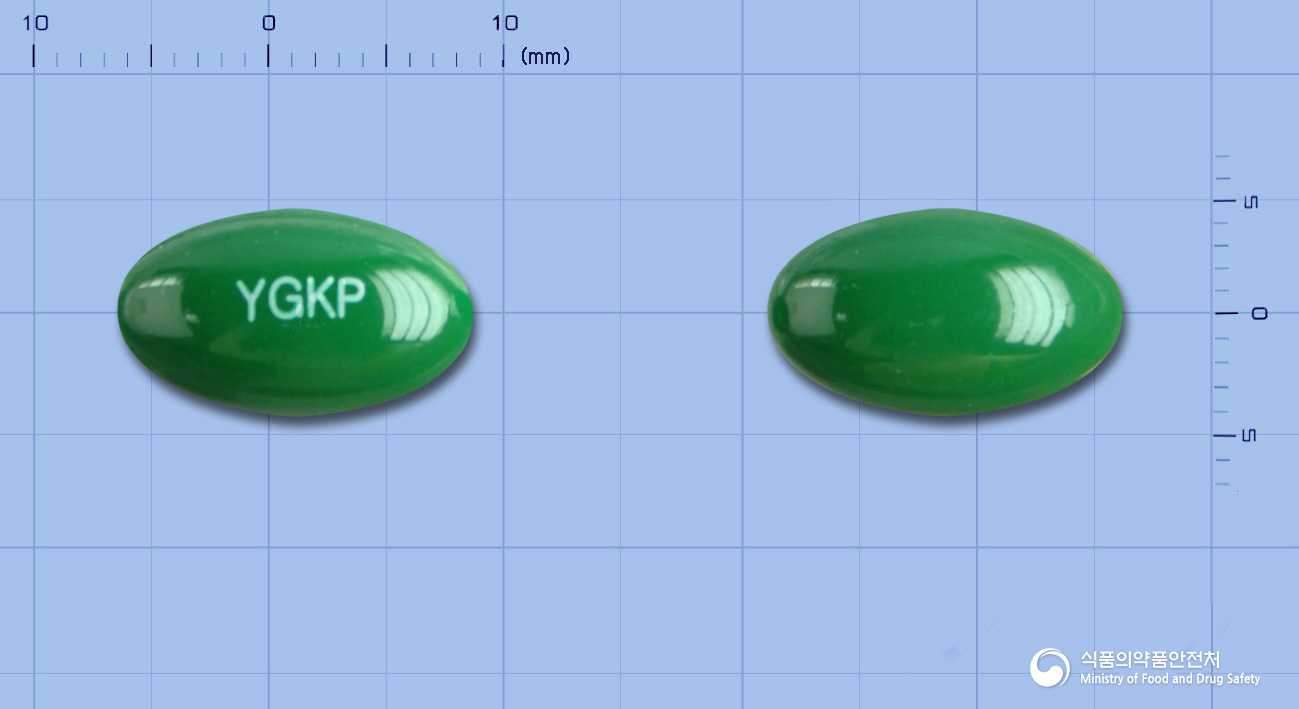 10 0 10
(mm)
YGKP
5
0
5
식품의약품안전처
Ministry of Food and Drug Safety